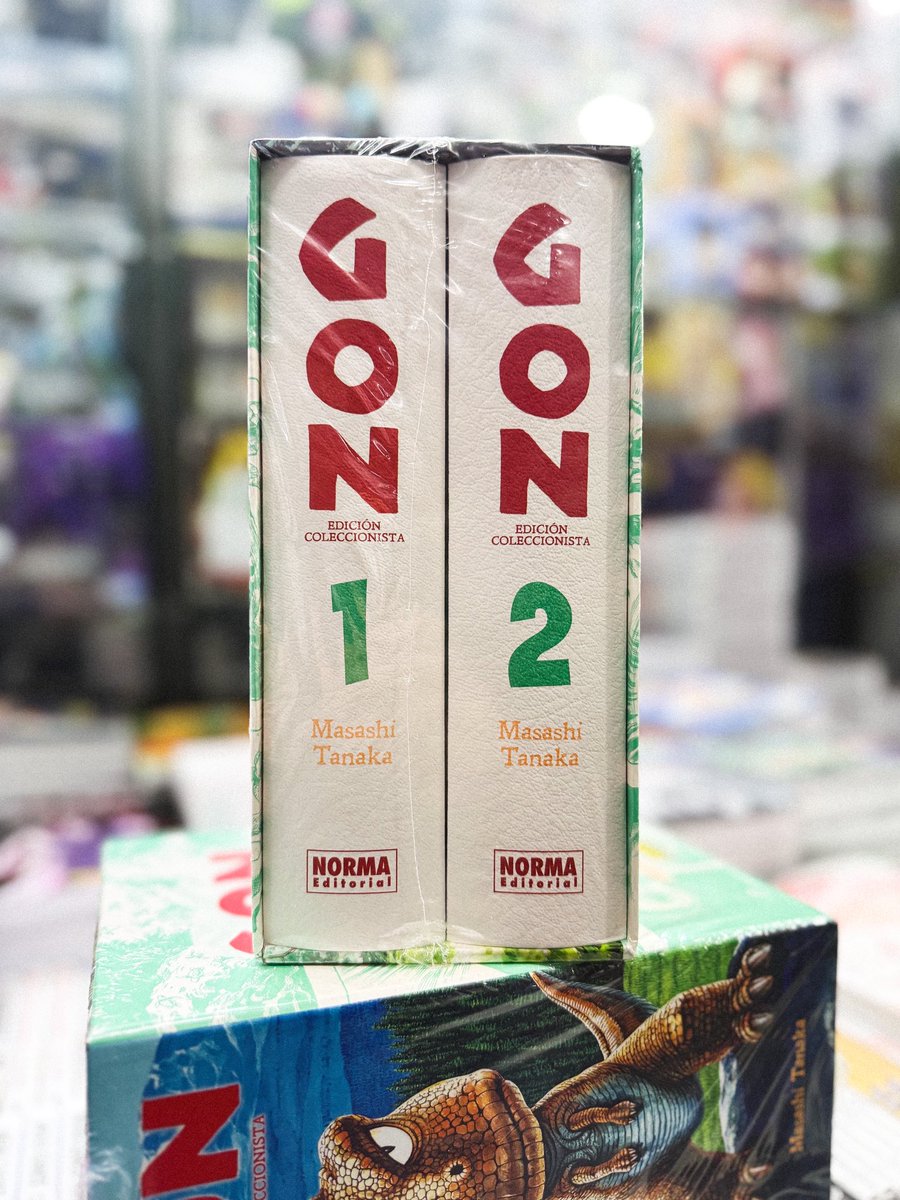 GON
EDICIÓN
COLECCIONISTA
1
Masashi
Tanaka
NORMA
Editorial
GON
EDICIÓN
COLECCIONISTA
2
Masashi
Tanaka
NORMA
Editorial
Masashi Tanaka